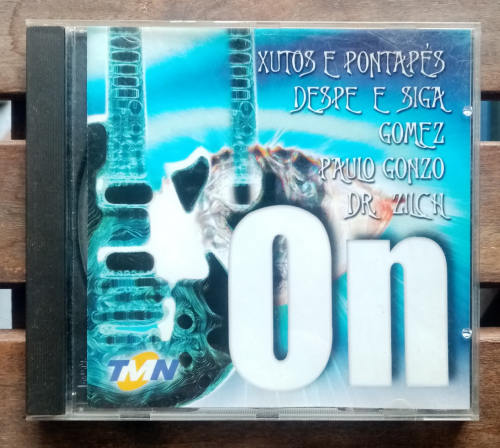 XUTOS E PONTAPÉS
DESPE E SIGA
GOMEZ
PAULO GONZO
DR. ZILCH
On
TMN